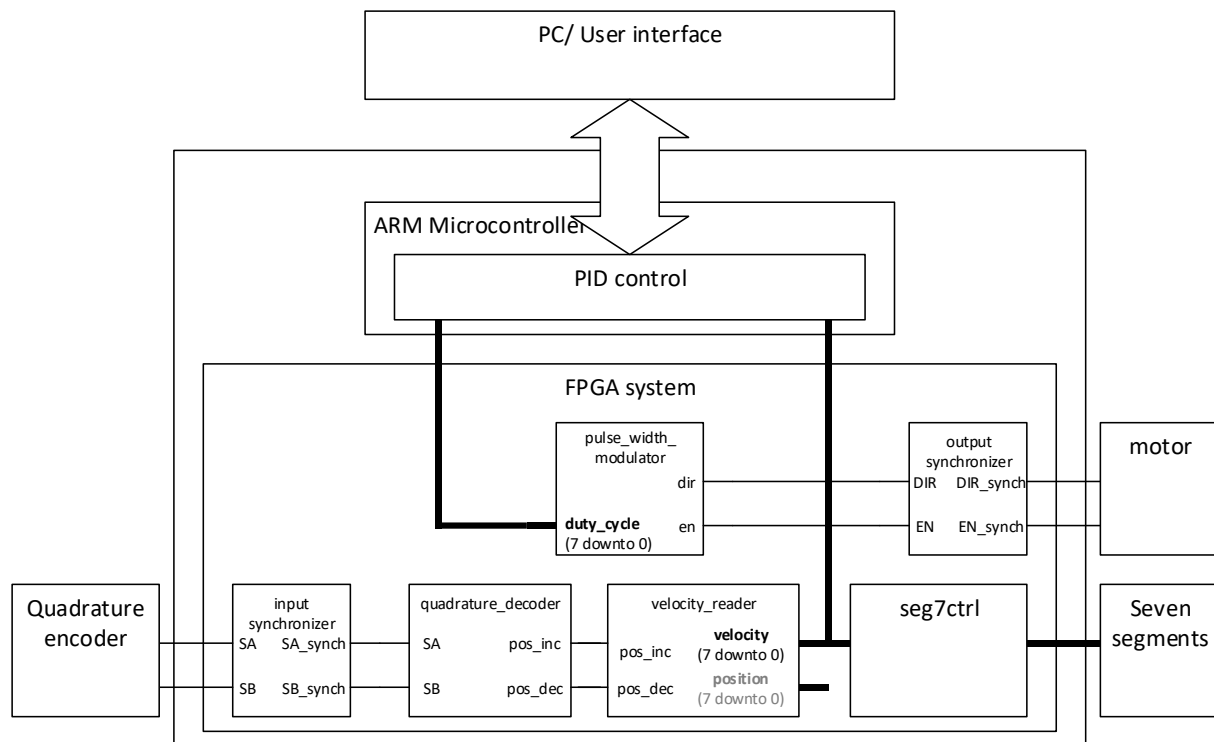 PC/ User interface
ARM Microcontroller
PID control
FPGA system
pulse_width_
modulator
dir
duty_cycle
(7 downto 0)
en
output
synchronizer
DIR DIR_synch
EN EN_synch
motor
Quadrature
encoder
input
synchronizer
SA SA_synch
SB SB_synch
quadrature_decoder
SA pos_inc
SB pos_dec
velocity_reader
pos_inc
velocity
(7 downto 0)
pos_dec
position
(7 downto 0)
seg7ctrl
Seven
segments